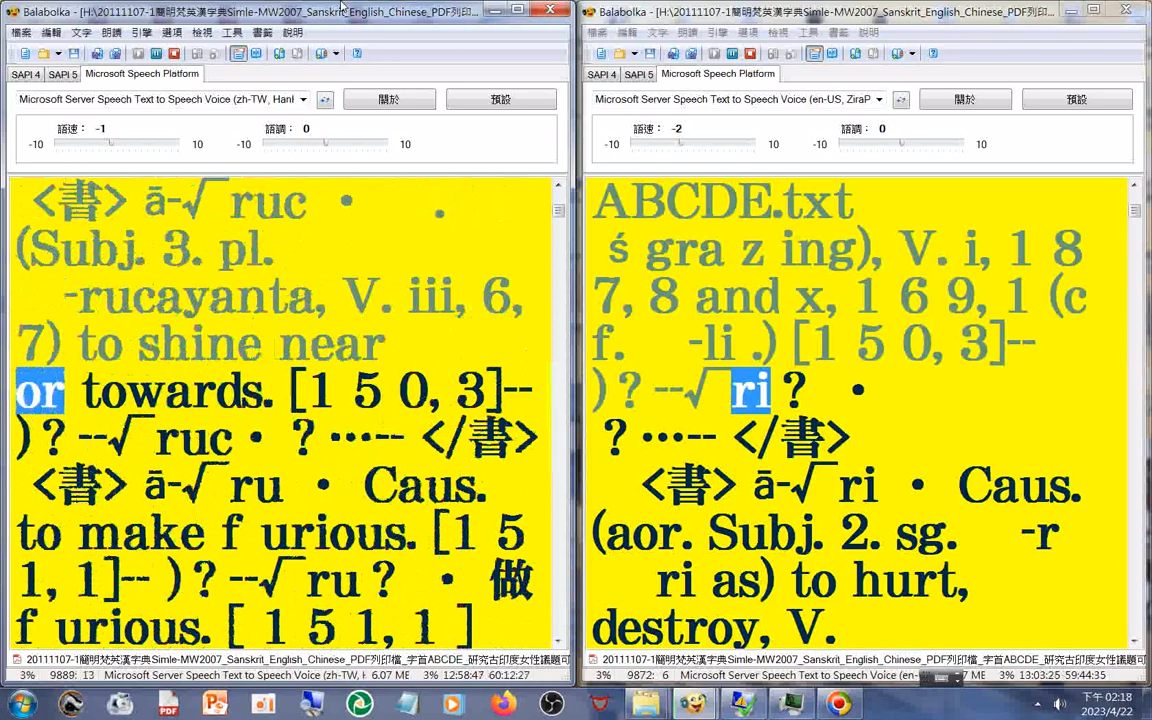 Balabolka - [H:\20111107-1簡明梵英漢字典Simle-MW2007_Sanskrit_English_Chinese_PDF列印...
檔案 編輯 文字 朗讀 引擎 選項 檢視 工具 書籤 說明
SAPI 4 SAPI 5 Microsoft Speech Platform
Microsoft Server Speech Text to Speech Voice (zh-TW, Hanl
關於 預設
語速: -1 語調: 0
-10 10 -10 10
<書> ā-√ ruc • .
(Subj. 3. pl.
-rucayanta, V. iii, 6,
7) to shine near
or towards. [1 5 0, 3]--
) ? --√ ruc • ? ···-- </書>
<書> ā-√ ru • Caus.
to make f urious. [1 5
1, 1]-- ) ? --√ ru ? • 做
f urious. [ 1 5 1, 1 ]
20111107-1簡明梵英漢字典Simle-MW2007_Sanskrit_English_Chinese_PDF列印檔_字首ABCDE_研究古印度女性議題可
3% 9889: 13 Microsoft Server Speech Text to Speech Voice (zh-TW, H 6.07 MB 3% 12:58:47 60:12:27
Balabolka - [H:\20111107-1簡明梵英漢字典Simle-MW2007_Sanskrit_English_Chinese_PDF列印...
檔案 編輯 文字 朗讀 引擎 選項 檢視 工具 書籤 說明
SAPI 4 SAPI 5 Microsoft Speech Platform
Microsoft Server Speech Text to Speech Voice (en-US, ZiraP
關於 預設
語速: -2 語調: 0
-10 10 -10 10
ABCDE.txt
ś gra z ing), V. i, 1 8
7, 8 and x, 1 6 9, 1 (c
f. -li .) [1 5 0, 3]--
) ? --√ ri ? •
? ···-- </書>
<書> ā-√ ri • Caus.
(aor. Subj. 2. sg. -r
ri as) to hurt,
destroy, V.
20111107-1簡明梵英漢字典Simle-MW2007_Sanskrit_English_Chinese_PDF列印檔_字首ABCDE_研究古印度女性議題可
3% 9872: 6 Microsoft Server Speech Text to Speech Voice (en- ME 3% 13:03:25 59:44:35
下午 02:18
2023/4/22